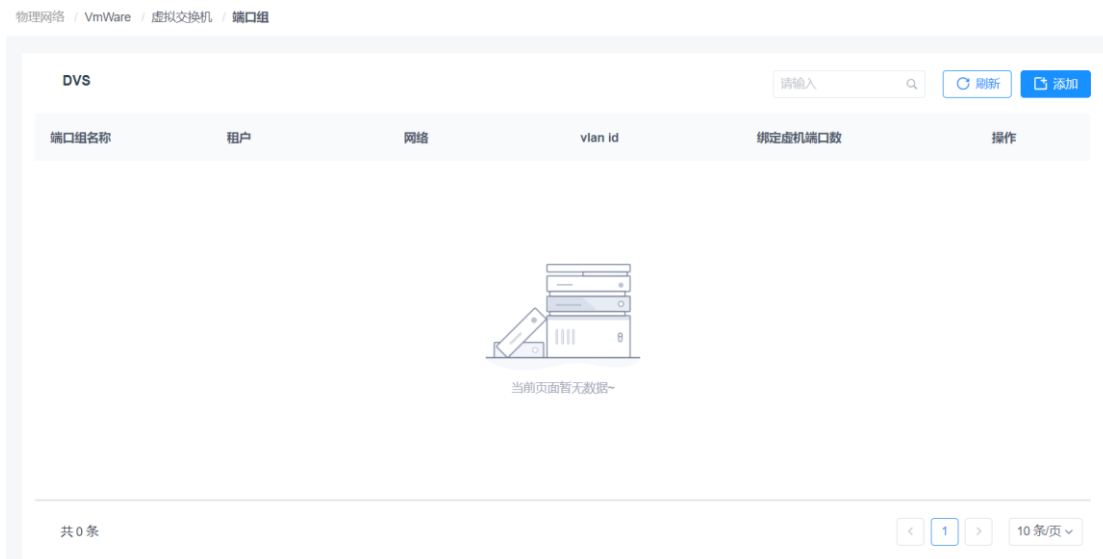 物理网络 / VmWare / 虚拟交换机 / 端口组
DVS 请输入 刷新 添加
端口组名称 租户 网络 vlan id 绑定虚机端口数 操作
当前页面暂无数据~
共 0 条 < 1 > 10 条/页